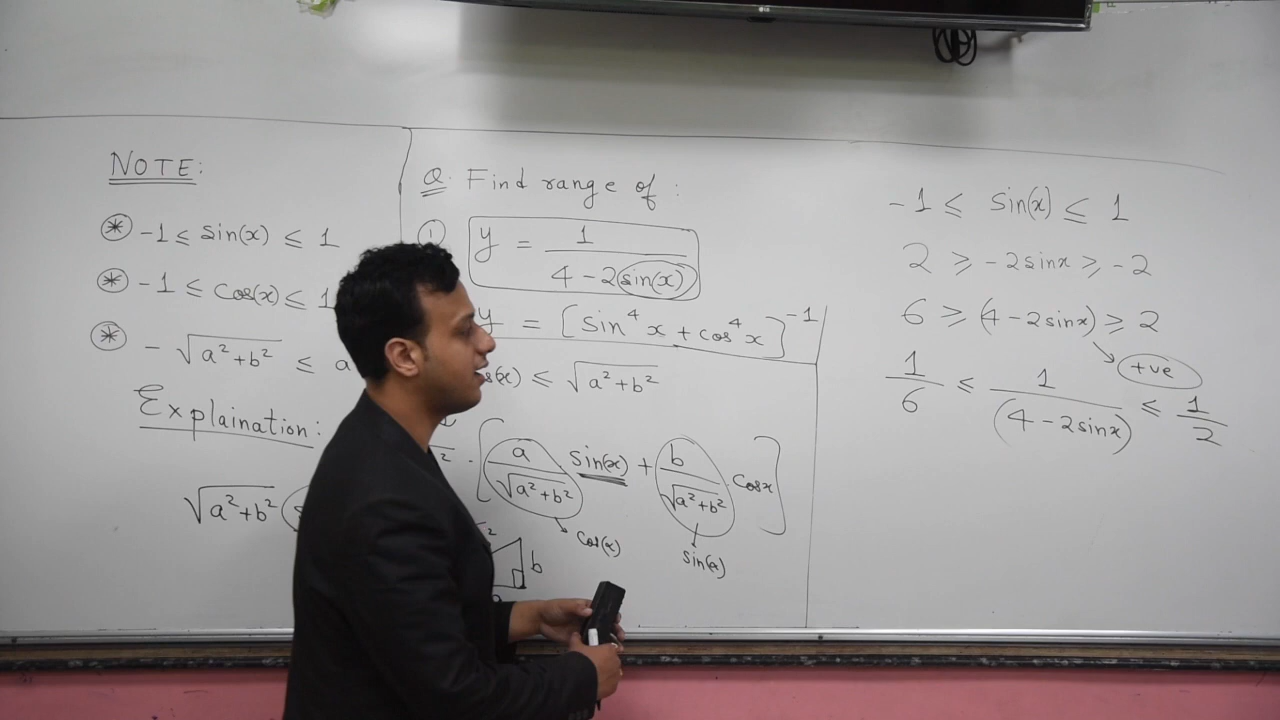 NOTE:
⊛ -1 ≤ sin(x) ≤ 1
⊛ -1 ≤ cos(x) ≤ 1
⊛ -√(a²+b²) ≤ a
Explaination:
√(a²+b²)
Q. Find range of :
① y = 1/(4-2sin(x))
y = [sin⁴x + cos⁴x]⁻¹
(x) ≤ √(a²+b²)
· [a/√(a²+b²) sin(x) + b/√(a²+b²) · cosx]
cos(α)
sin(α)
b
-1 ≤ sin(x) ≤ 1
2 ≥ -2sinx ≥ -2
6 ≥ (4-2sinx) ≥ 2
+ve
1/6 ≤ 1/(4-2sinx) ≤ 1/2
LG